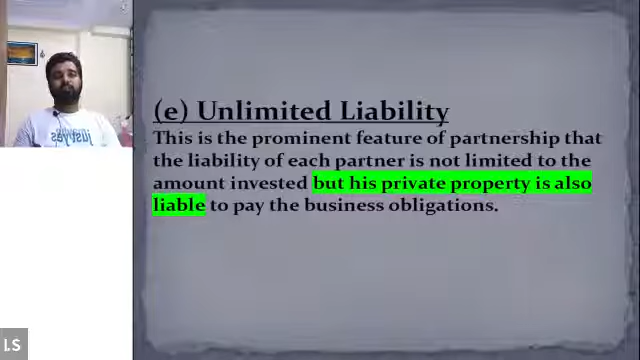 (e) Unlimited Liability
This is the prominent feature of partnership that
the liability of each partner is not limited to the
amount invested but his private property is also
liable to pay the business obligations.
I.S